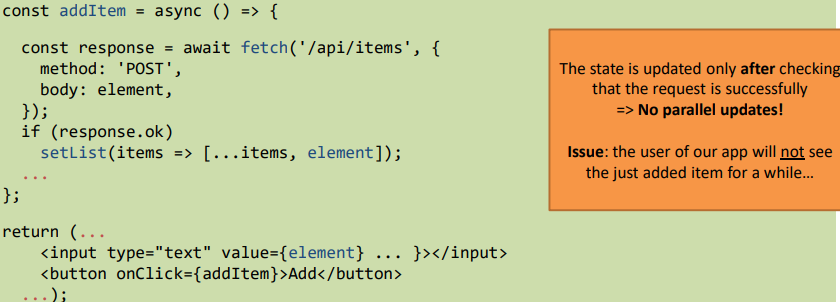 const addItem = async () => {
const response = await fetch('/api/items', {
method: 'POST',
body: element,
});
if (response.ok)
setList(items => [...items, element]);
...
};
return (...
<input type="text" value={element} ... }></input>
<button onClick={addItem}>Add</button>
...);
The state is updated only after checking
that the request is successfully
=> No parallel updates!
Issue: the user of our app will not see
the just added item for a while...